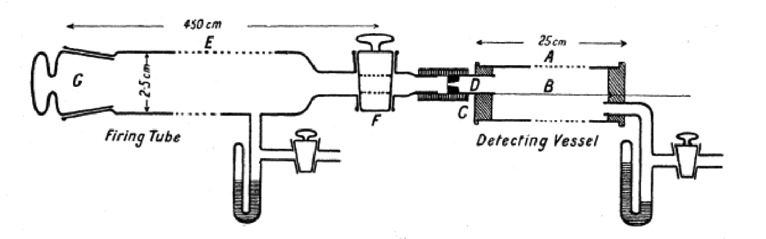 450 cm
E
25 cm
A
G
2·5 cm
D
B
F
C
Firing Tube
Detecting Vessel